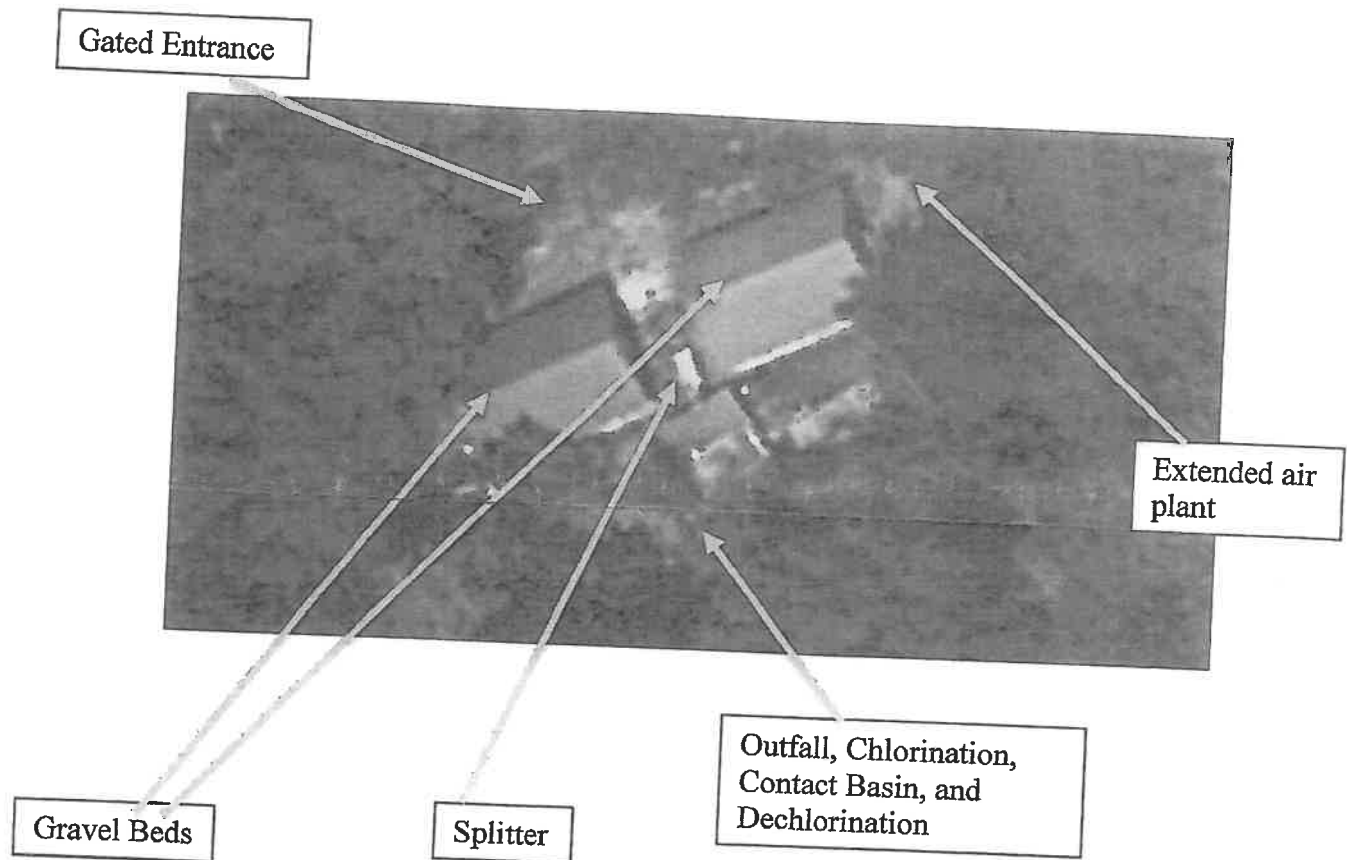 Gated Entrance
Extended air
plant
Outfall, Chlorination,
Contact Basin, and
Dechlorination
Gravel Beds
Splitter